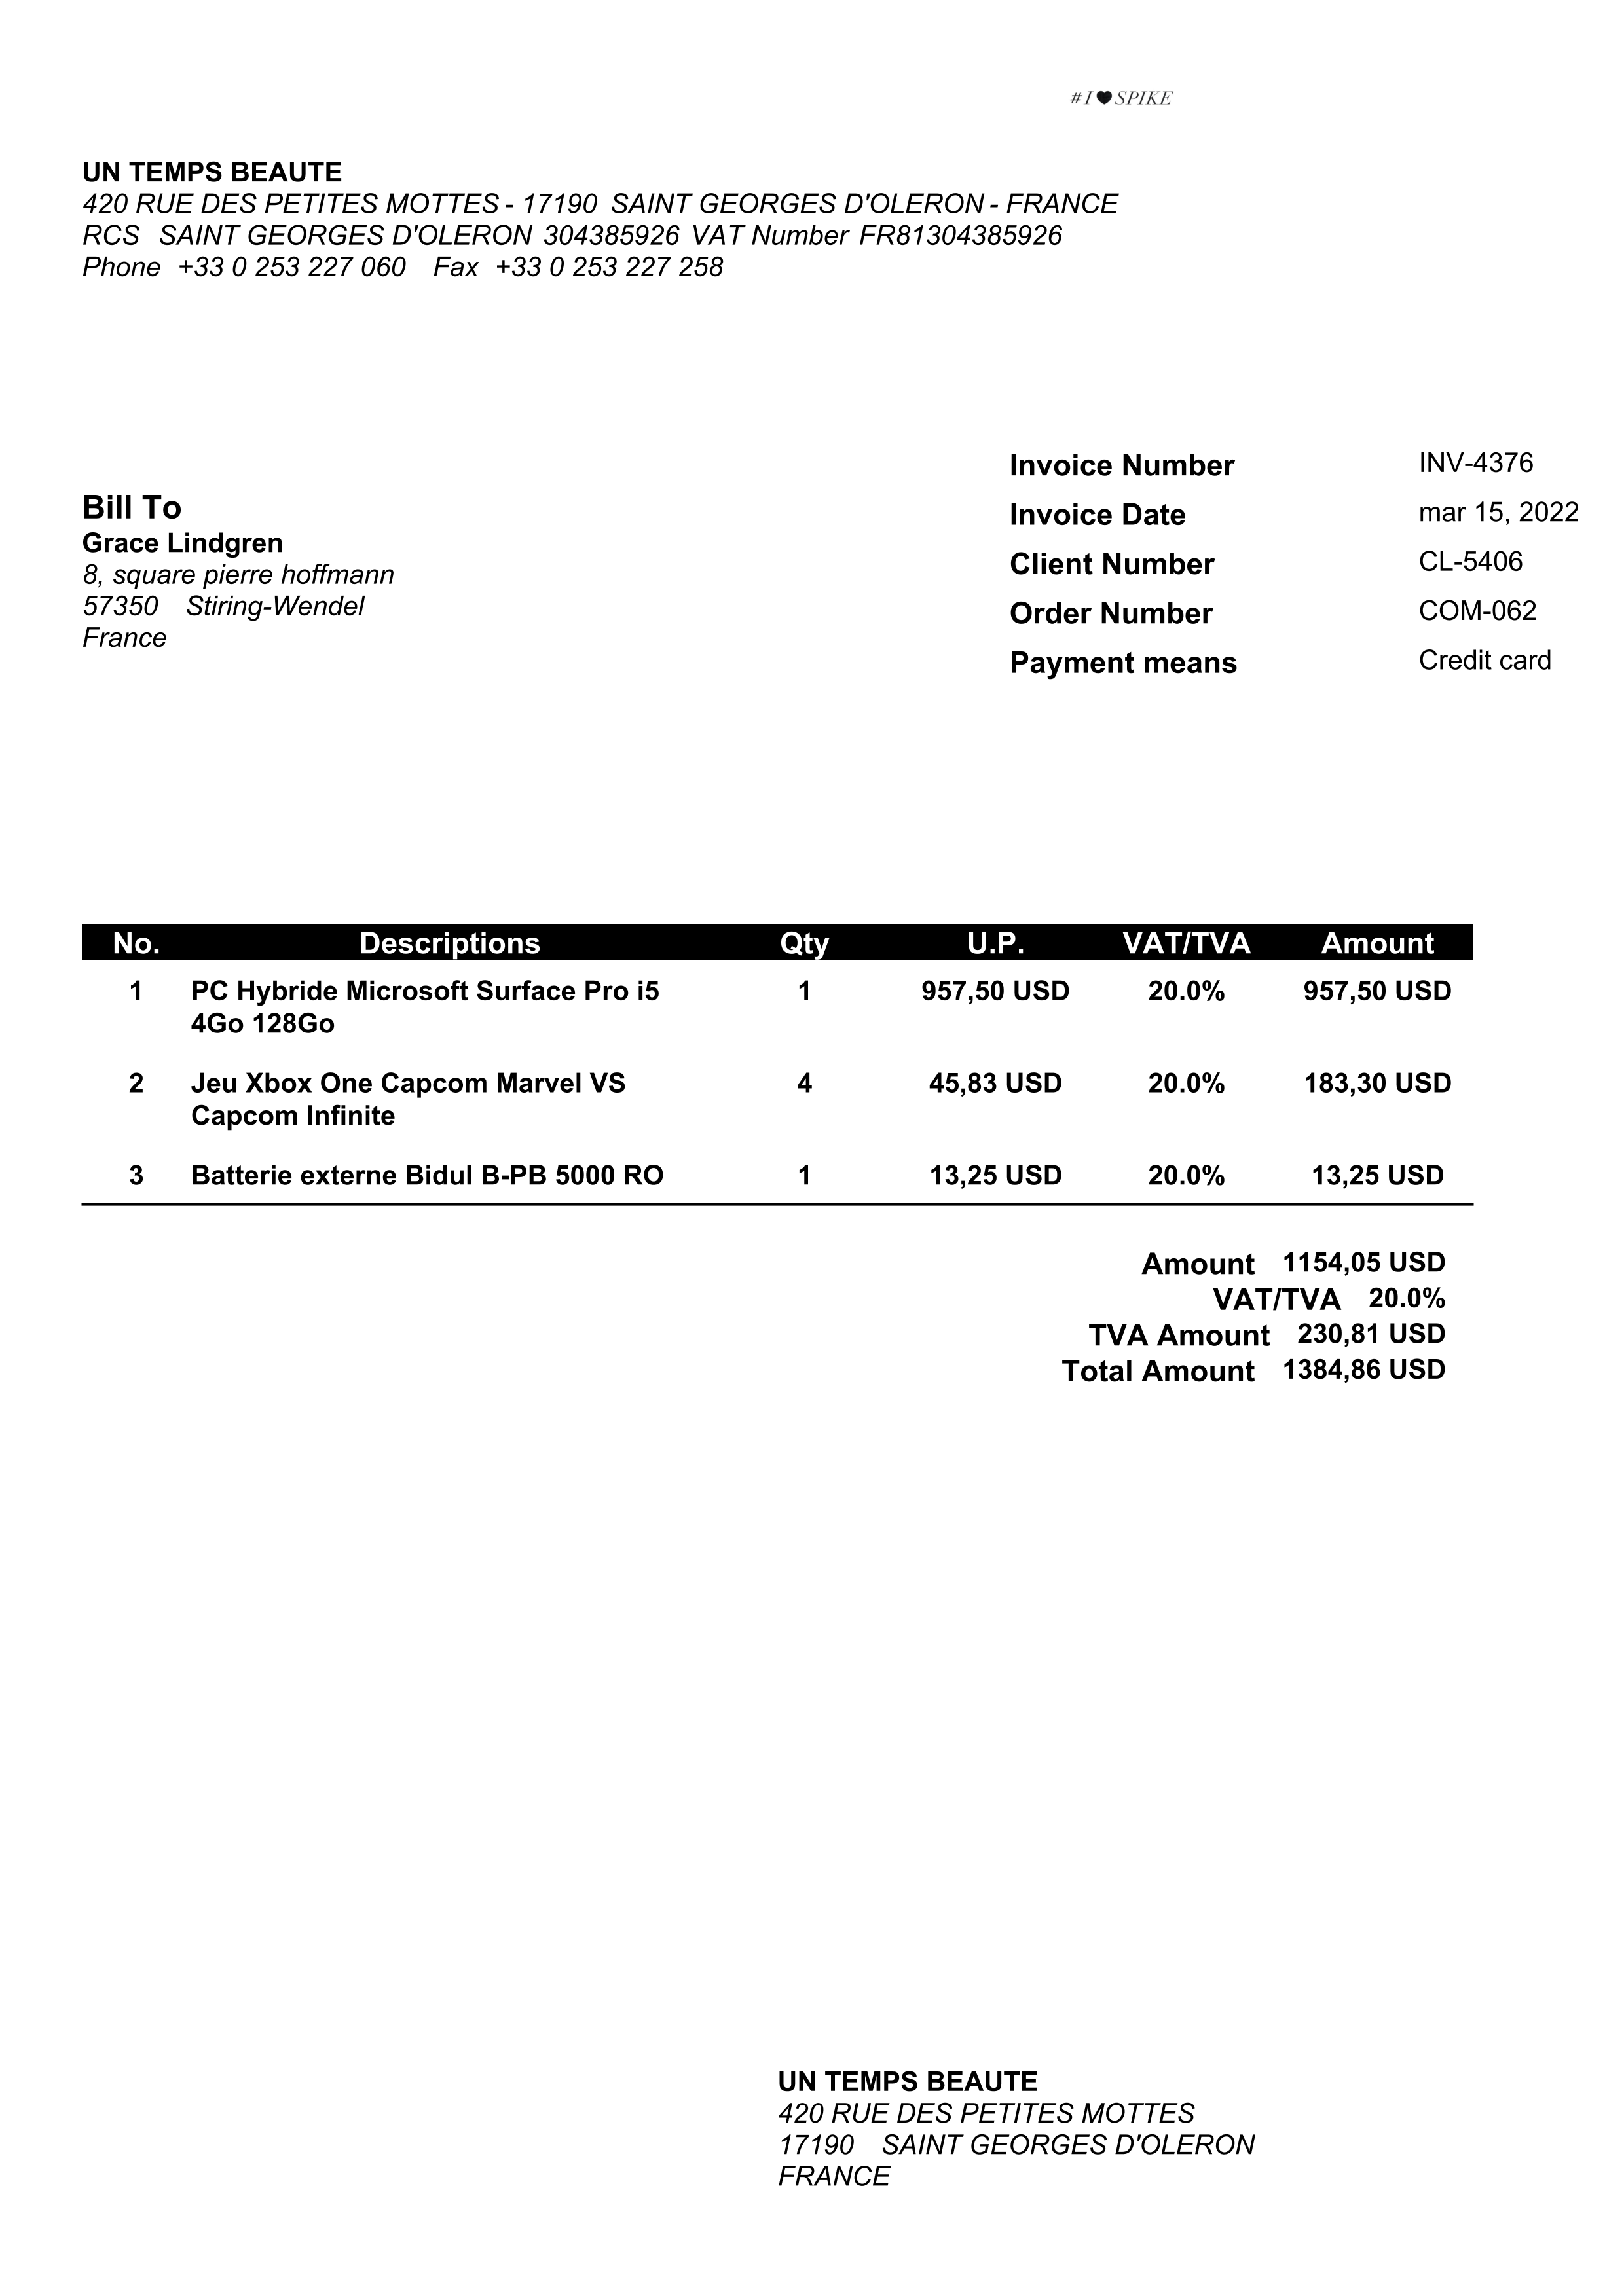 #I♥SPIKE
UN TEMPS BEAUTE
420 RUE DES PETITES MOTTES - 17190 SAINT GEORGES D'OLERON - FRANCE
RCS SAINT GEORGES D'OLERON 304385926 VAT Number FR81304385926
Phone +33 0 253 227 060 Fax +33 0 253 227 258
Bill To
Grace Lindgren
8, square pierre hoffmann
57350 Stiring-Wendel
France
Invoice Number INV-4376
Invoice Date mar 15, 2022
Client Number CL-5406
Order Number COM-062
Payment means Credit card
No. Descriptions Qty U.P. VAT/TVA Amount
1 PC Hybride Microsoft Surface Pro i5 1 957,50 USD 20.0% 957,50 USD
4Go 128Go
2 Jeu Xbox One Capcom Marvel VS 4 45,83 USD 20.0% 183,30 USD
Capcom Infinite
3 Batterie externe Bidul B-PB 5000 RO 1 13,25 USD 20.0% 13,25 USD
Amount 1154,05 USD
VAT/TVA 20.0%
TVA Amount 230,81 USD
Total Amount 1384,86 USD
UN TEMPS BEAUTE
420 RUE DES PETITES MOTTES
17190 SAINT GEORGES D'OLERON
FRANCE